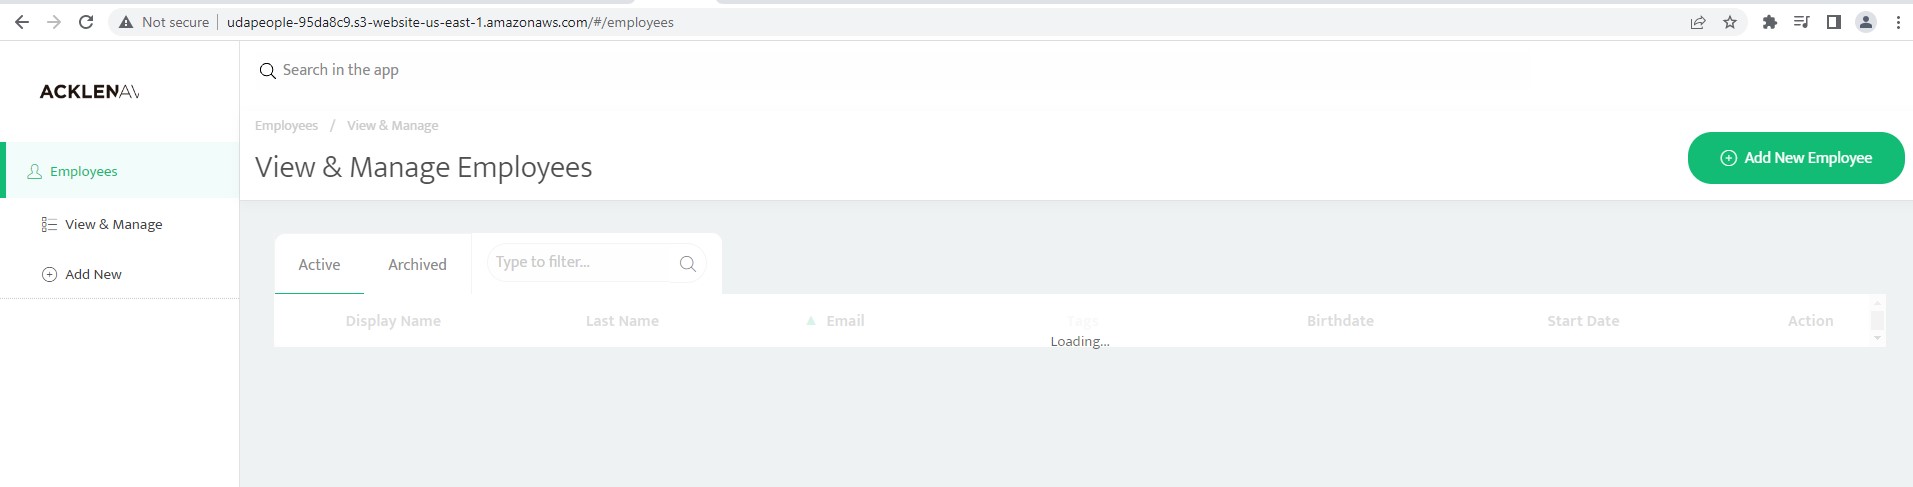 Not secure | udapeople-95da8c9.s3-website-us-east-1.amazonaws.com/#/employees
Search in the app
ACKLENAV
Employees / View & Manage
View & Manage Employees
Add New Employee
Employees
View & Manage
Add New
Active Archived Type to filter...
Display Name Last Name Email Tags Birthdate Start Date Action
Loading...